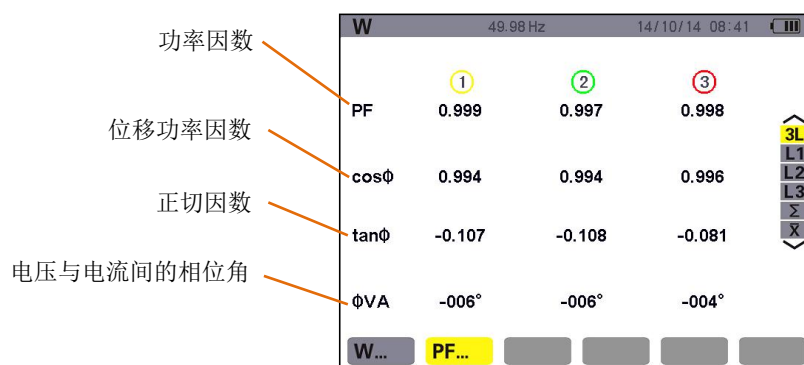 W 49.98 Hz 14/10/14 08:41
功率因数
1 2 3
PF 0.999 0.997 0.998
位移功率因数
3L
L1
L2
L3
Σ
X̄
cosϕ 0.994 0.994 0.996
正切因数
tanϕ -0.107 -0.108 -0.081
电压与电流间的相位角
ϕVA -006° -006° -004°
W... PF...